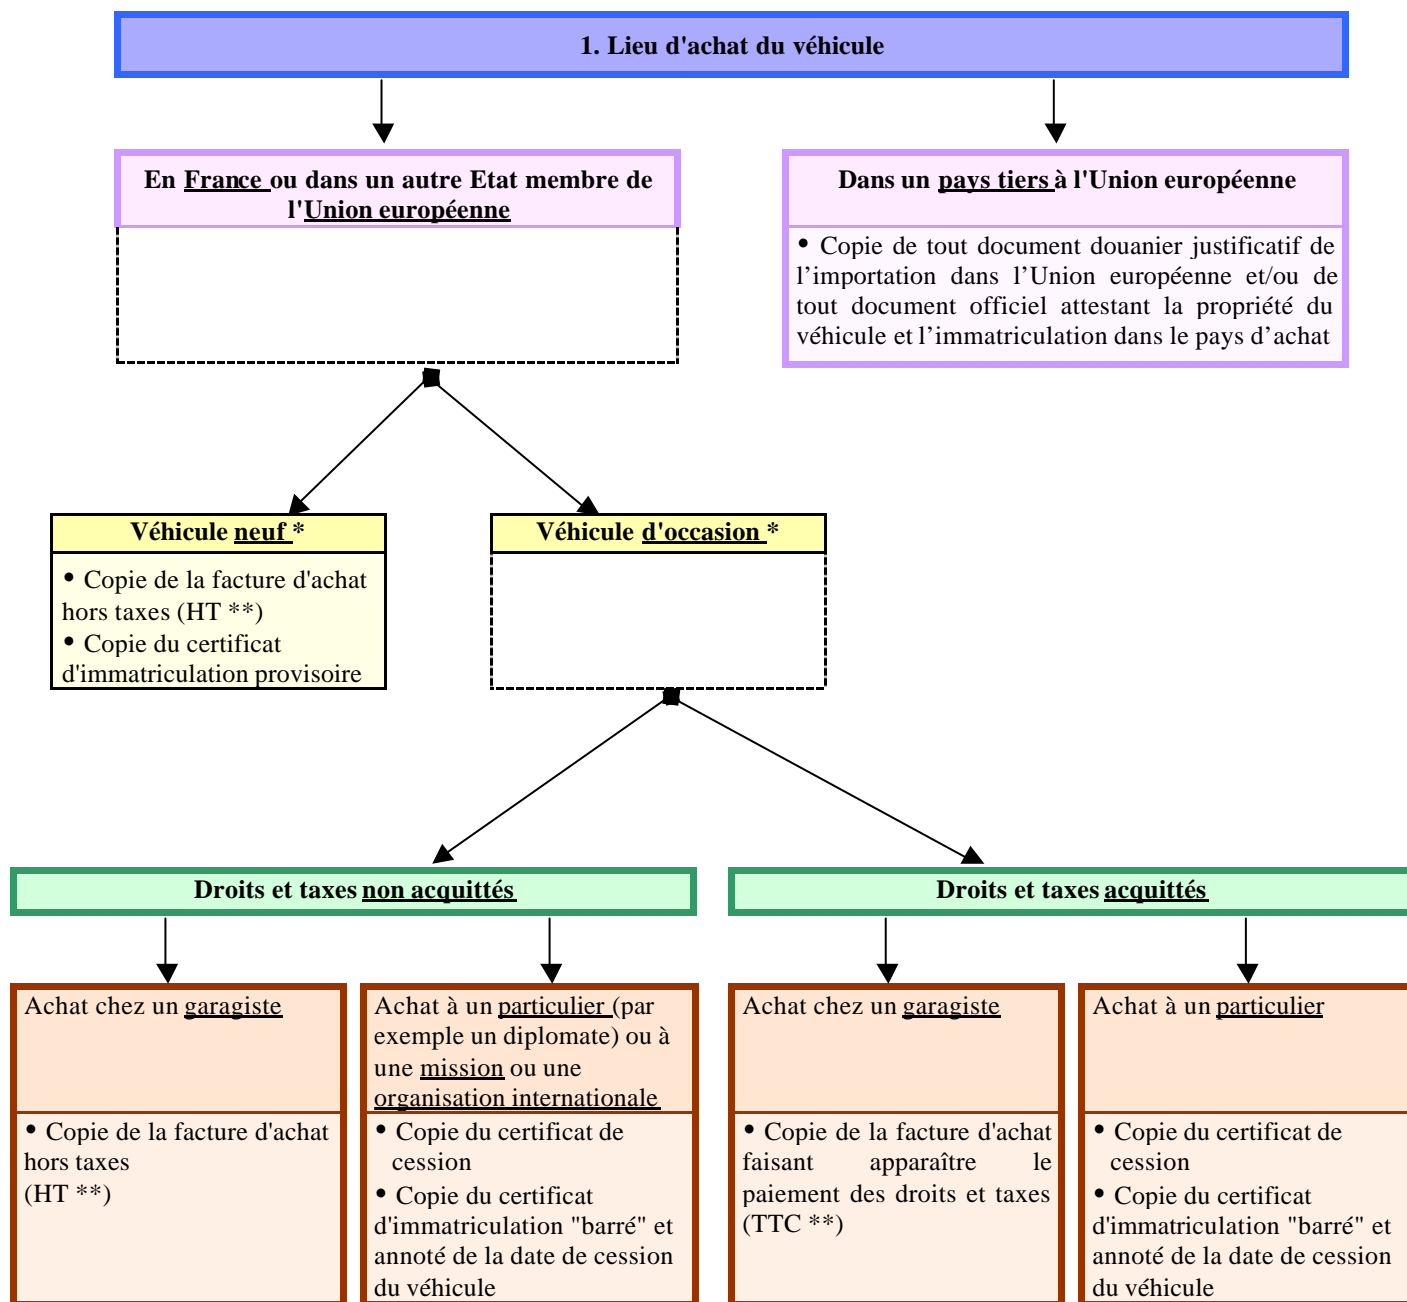 1. Lieu d'achat du véhicule
En France ou dans un autre Etat membre de
l'Union européenne
Dans un pays tiers à l'Union européenne
• Copie de tout document douanier justificatif de
l’importation dans l’Union européenne et/ou de
tout document officiel attestant la propriété du
véhicule et l’immatriculation dans le pays d’achat
Véhicule neuf *
• Copie de la facture d'achat
hors taxes (HT **)
• Copie du certificat
d'immatriculation provisoire
Véhicule d'occasion *
Droits et taxes non acquittés
Droits et taxes acquittés
Achat chez un garagiste
• Copie de la facture d'achat
hors taxes
(HT **)
Achat à un particulier (par
exemple un diplomate) ou à
une mission ou une
organisation internationale
• Copie du certificat de
cession
• Copie du certificat
d'immatriculation "barré" et
annoté de la date de cession
du véhicule
Achat chez un garagiste
• Copie de la facture d'achat
faisant apparaître le
paiement des droits et taxes
(TTC **)
Achat à un particulier
• Copie du certificat de
cession
• Copie du certificat
d'immatriculation "barré" et
annoté de la date de cession
du véhicule